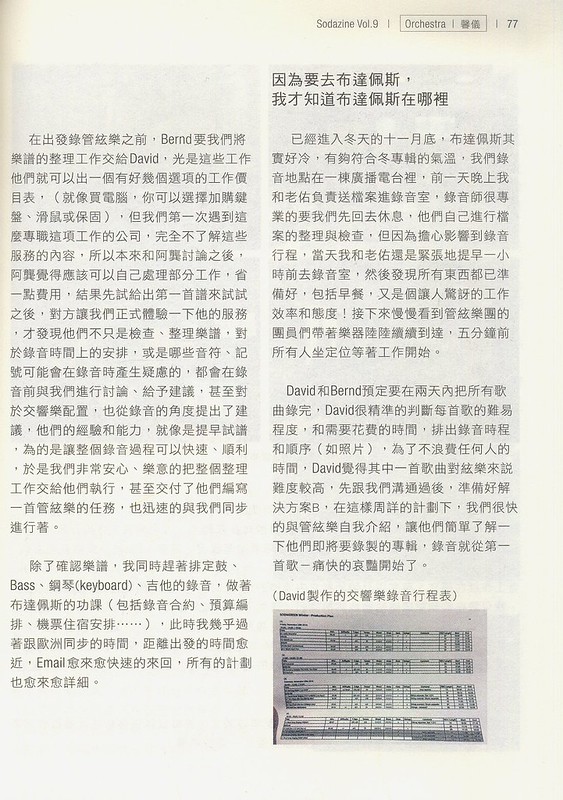 Sodazine Vol.9 | Orchestra | 馨儀 | 77
在出發錄管絃樂之前，Bernd要我們將
樂譜的整理工作交給David，光是這些工作
他們就可以出一個有好幾個選項的工作價
目表，（就像買電腦，你可以選擇加購鍵
盤、滑鼠或保固），但我們第一次遇到這
麼專職這項工作的公司，完全不了解這些
服務的內容，所以本來和阿龔討論之後，
阿龔覺得應該可以自己處理部分工作，省
一點費用，結果先試給出第一首譜來試試
之後，對方讓我們正式體驗一下他的服務
，才發現他們不只是檢查、整理樂譜，對
於錄音時間上的安排，或是哪些音符、記
號可能會在錄音時產生疑慮的，都會在錄
音前與我們進行討論、給予建議，甚至對
於交響樂配置，也從錄音的角度提出了建
議，他們的經驗和能力，就像是提早試譜
，為的是讓整個錄音過程可以快速、順利
，於是我們非常安心、樂意的把整個整理
工作交給他們執行，甚至交付了他們編寫
一首管絃樂的任務，也迅速的與我們同步
進行著。
除了確認樂譜，我同時趕著排定鼓、
Bass、鋼琴(keyboard)、吉他的錄音，做著
布達佩斯的功課（包括錄音合約、預算編
排、機票住宿安排……），此時我幾乎過
著跟歐洲同步的時間，距離出發的時間愈
近，Email愈來愈快速的來回，所有的計劃
也愈來愈詳細。
因為要去布達佩斯，
我才知道布達佩斯在哪裡
已經進入冬天的十一月底，布達佩斯其
實好冷，有夠符合冬專輯的氣溫，我們錄
音地點在一棟廣播電台裡，前一天晚上我
和老佑負責送檔案進錄音室，錄音師很專
業的要我們先回去休息，他們自己進行檔
案的整理與檢查，但因為擔心影響到錄音
行程，當天我和老佑還是緊張地提早一小
時前去錄音室，然後發現所有東西都已準
備好，包括早餐，又是個讓人驚訝的工作
效率和態度！接下來慢慢看到管絃樂團的
團員們帶著樂器陸陸續續到達，五分鐘前
所有人坐定位等著工作開始。
David和Bernd預定要在兩天內把所有歌
曲錄完，David很精準的判斷每首歌的難易
程度，和需要花費的時間，排出錄音時程
和順序（如照片），為了不浪費任何人的
時間，David覺得其中一首歌曲對絃樂來說
難度較高，先跟我們溝通過後，準備好解
決方案B，在這樣周詳的計劃下，我們很快
的與管絃樂自我介紹，讓他們簡單了解一
下他們即將要錄製的專輯，錄音就從第一
首歌－痛快的哀豔開始了。
（David製作的交響樂錄音行程表）